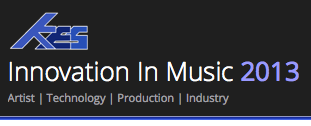 KES
Innovation In Music 2013
Artist | Technology | Production | Industry